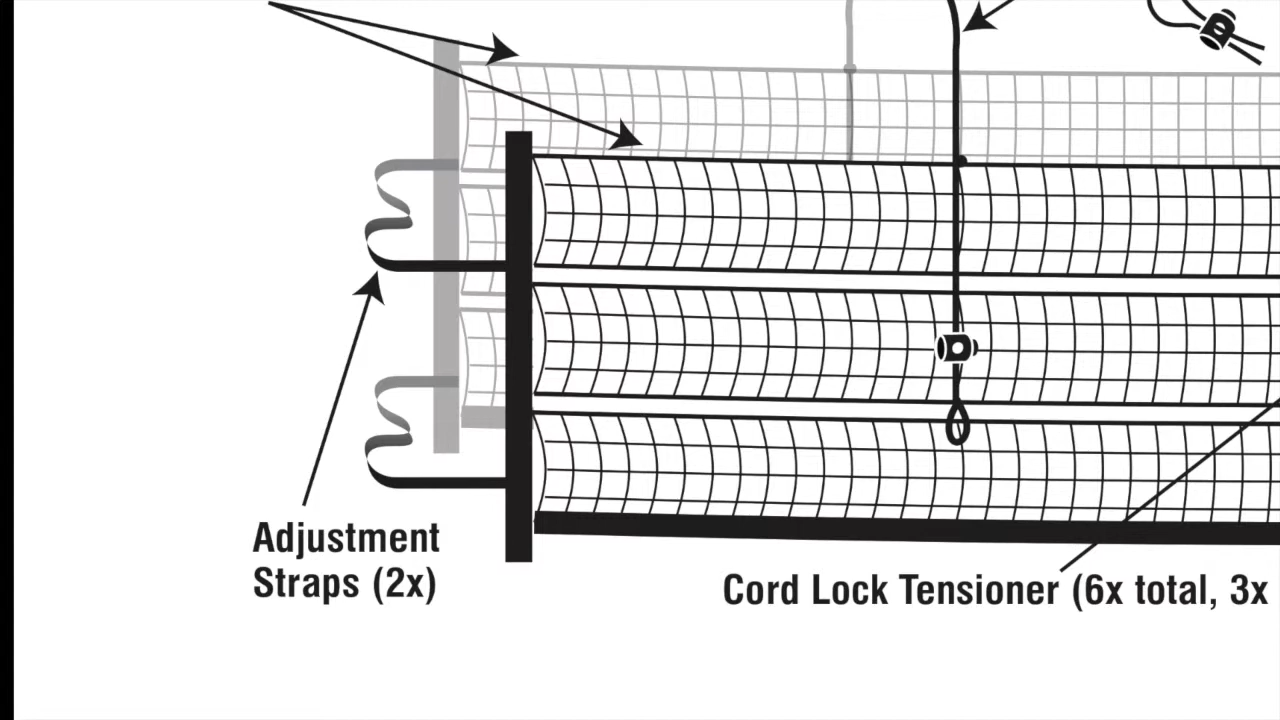 Adjustment
Straps (2x)
Cord Lock Tensioner (6x total, 3x